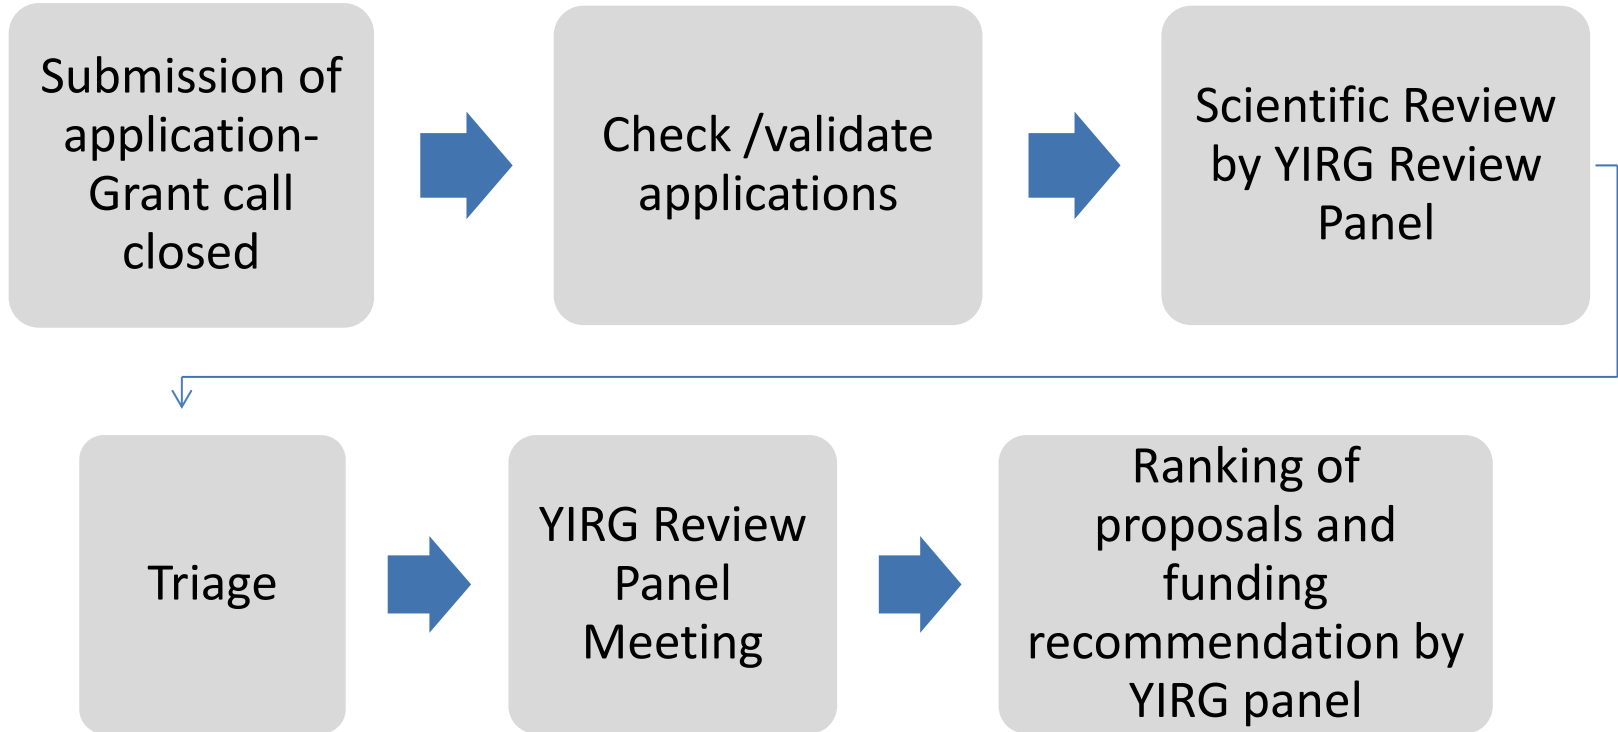 Submission of
application-
Grant call
closed
Check /validate
applications
Scientific Review
by YIRG Review
Panel
Triage
YIRG Review
Panel
Meeting
Ranking of
proposals and
funding
recommendation by
YIRG panel